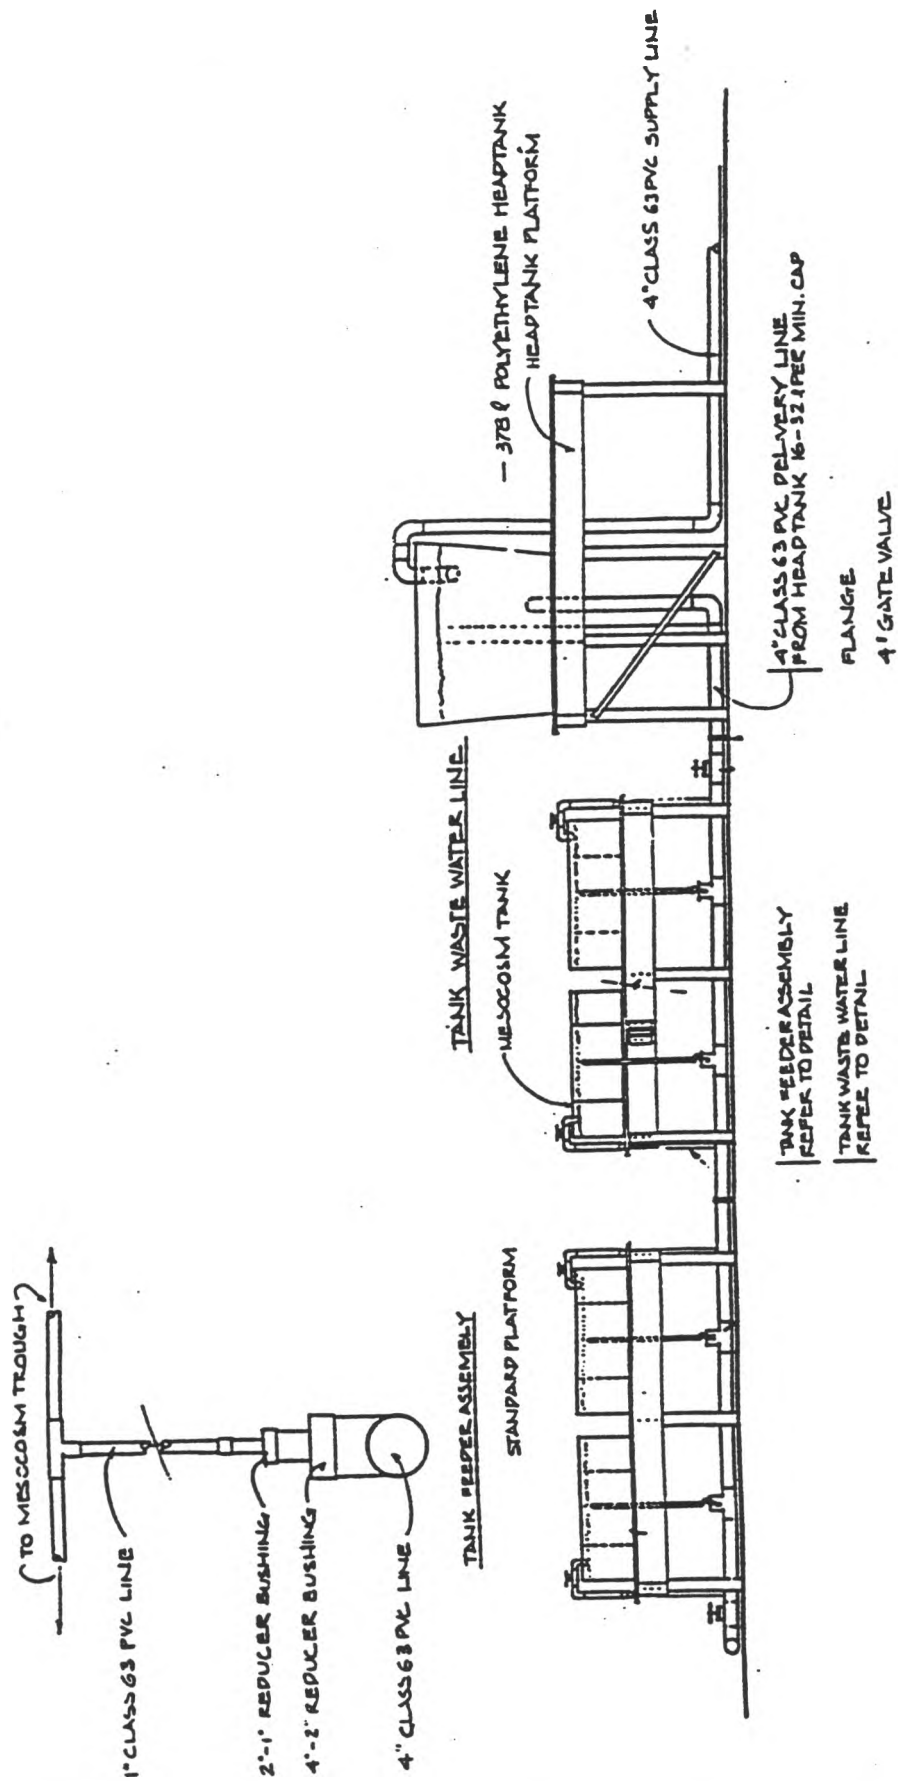 TO MESOCOSM TROUGH
1" CLASS 63 PVC LINE
2"-1" REDUCER BUSHING
4"-2" REDUCER BUSHING
4" CLASS 63 PVC LINE
TANK FEEDER ASSEMBLY
STANDARD PLATFORM
TANK WASTE WATER LINE
MESOCOSM TANK
378 ℓ POLYETHYLENE HEADTANK
HEADTANK PLATFORM
4" CLASS 63 PVC SUPPLY LINE
4" CLASS 63 PVC DELIVERY LINE
FROM HEADTANK 16-32 ℓ PER MIN. CAP
FLANGE
4" GATE VALVE
TANK FEEDER ASSEMBLY
REFER TO DETAIL
TANK WASTE WATER LINE
REFER TO DETAIL